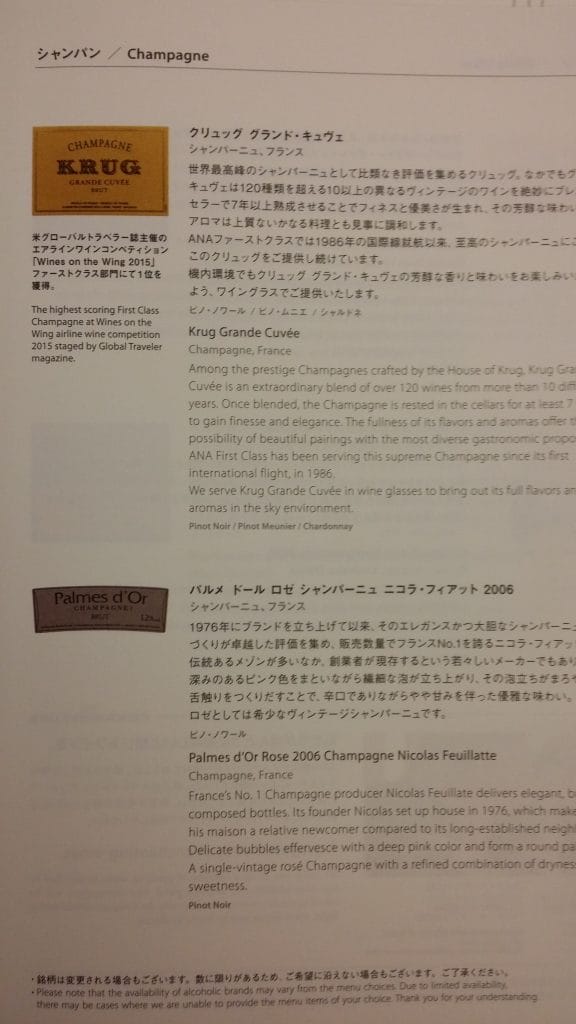 シャンパン / Champagne
CHAMPAGNE
KRUG
GRANDE CUVÉE
BRUT
米グローバルトラベラー誌主催の
エアラインワインコンペティション
「Wines on the Wing 2015」
ファーストクラス部門にて1位を
獲得。
The highest scoring First Class
Champagne at Wines on the
Wing airline wine competition
2015 staged by Global Traveler
magazine.
クリュッグ グランド・キュヴェ
シャンパーニュ、フランス
世界最高峰のシャンパーニュとして比類なき評価を集めるクリュッグ。なかでもグ
キュヴェは120種類を超える10以上の異なるヴィンテージのワインを絶妙にブレ
セラーで7年以上熟成させることでフィネスと優美さが生まれ、その芳醇な味わい
アロマは上質ないかなる料理とも見事に調和します。
ANAファーストクラスでは1986年の国際線就航以来、至高のシャンパーニュに
このクリュッグをご提供し続けています。
機内環境でもクリュッグ グランド・キュヴェの芳醇な香りと味わいをお楽しみい
よう、ワイングラスでご提供いたします。
ピノ・ノワール / ピノ・ムニエ / シャルドネ
Krug Grande Cuvée
Champagne, France
Among the prestige Champagnes crafted by the House of Krug, Krug Gra
Cuvée is an extraordinary blend of over 120 wines from more than 10 diff
years. Once blended, the Champagne is rested in the cellars for at least 7
to gain finesse and elegance. The fullness of its flavors and aromas offer t
possibility of beautiful pairings with the most diverse gastronomic propo
ANA First Class has been serving this supreme Champagne since its first
international flight, in 1986.
We serve Krug Grande Cuvée in wine glasses to bring out its full flavors an
aromas in the sky environment.
Pinot Noir / Pinot Meunier / Chardonnay
Palmes d'Or
CHAMPAGNE
BRUT
パルメ ドール ロゼ シャンパーニュ ニコラ・フィアット 2006
シャンパーニュ、フランス
1976年にブランドを立ち上げて以来、そのエレガンスかつ大胆なシャンパーニュ
づくりが卓越した評価を集め、販売数量でフランスNo.1を誇るニコラ・フィアッ
伝統あるメゾンが多いなか、創業者が現存するという若々しいメーカーでもあり
深みのあるピンク色をまといながら繊細な泡が立ち上がり、その泡立ちがまろや
舌触りをつくりだすことで、辛口でありながらやや甘みを伴った優雅な味わい。
ロゼとしては希少なヴィンテージシャンパーニュです。
ピノ・ノワール
Palmes d'Or Rose 2006 Champagne Nicolas Feuillatte
Champagne, France
France's No. 1 Champagne producer Nicolas Feuillate delivers elegant, b
composed bottles. Its founder Nicolas set up house in 1976, which make
his maison a relative newcomer compared to its long-established neigh
Delicate bubbles effervesce with a deep pink color and form a round pa
A single-vintage rosé Champagne with a refined combination of dryness
sweetness.
Pinot Noir
・銘柄は変更される場合もございます。数に限りがあるため、ご希望に沿えない場合もございます。ご了承ください。
・Please note that the availability of alcoholic brands may vary from the menu choices. Due to limited availability,
there may be cases where we are unable to provide the menu items of your choice. Thank you for your understanding.